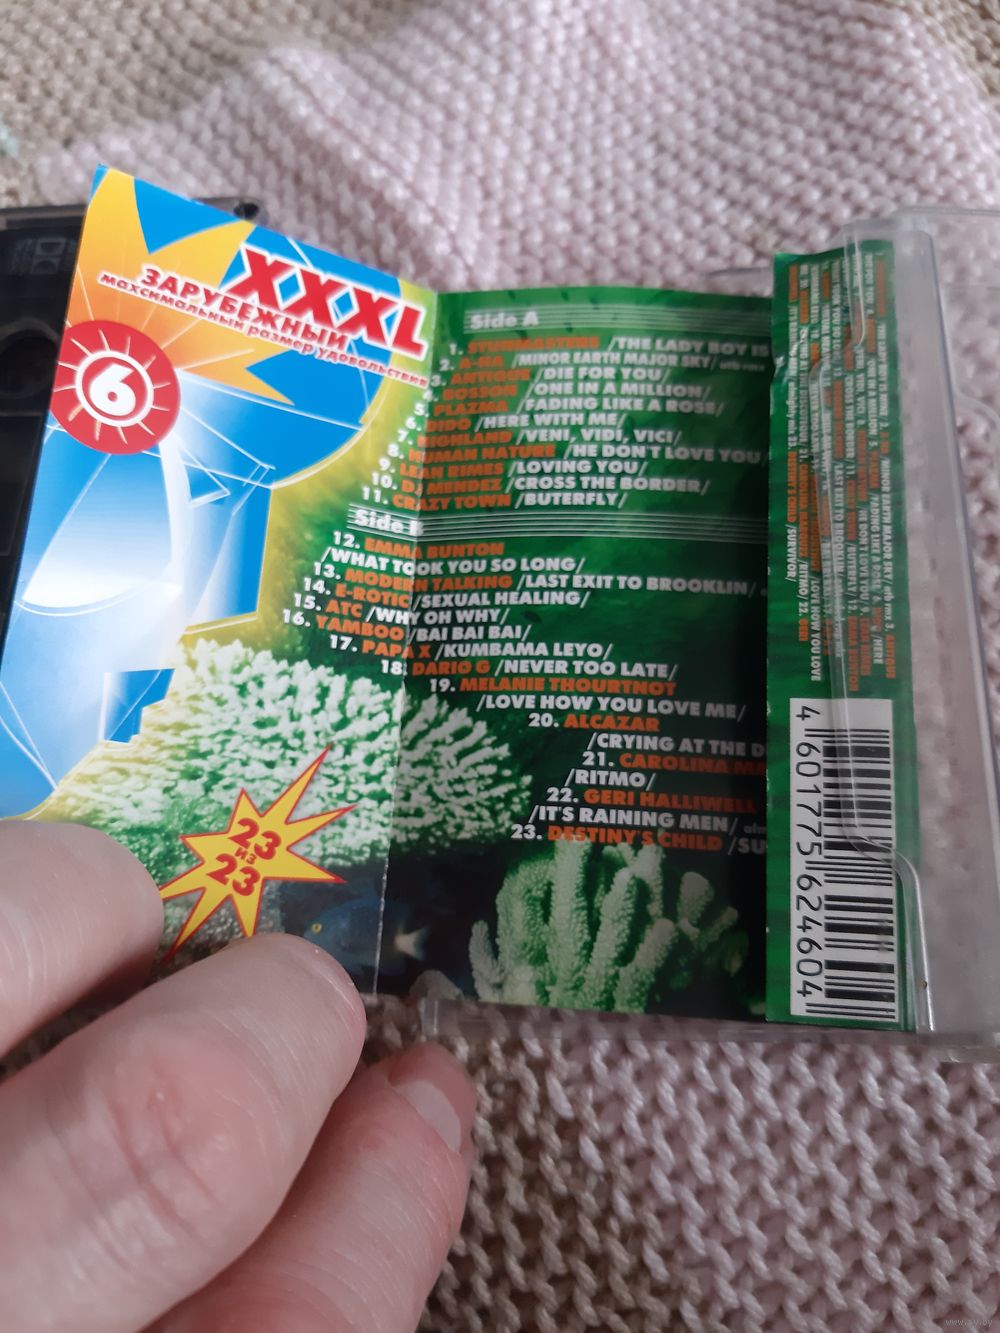 XXXL
ЗАРУБЕЖНЫЙ
максимальный размер удовольствия
6
23
из
23
Side A
1. STUNMASTERS /THE LADY BOY IS
2. A-HA /MINOR EARTH MAJOR SKY/ atb rmx
3. ANTIQUE /DIE FOR YOU/
4. BOSSON /ONE IN A MILLION/
5. PLAZMA /FADING LIKE A ROSE/
6. DIDO /HERE WITH ME/
7. HIGHLAND /VENI, VIDI, VICI/
8. HUMAN NATURE /HE DON'T LOVE YOU
9. LEAN RIMES /LOVING YOU/
10. DJ MENDEZ /CROSS THE BORDER/
11. CRAZY TOWN /BUTERFLY/
Side B
12. EMMA BUNTON
/WHAT TOOK YOU SO LONG/
13. MODERN TALKING /LAST EXIT TO BROOKLIN/
14. E-ROTIC /SEXUAL HEALING/
15. ATC /WHY OH WHY/
16. YAMBOO /BAI BAI BAI/
17. PAPA X /KUMBAMA LEYO/
18. DARIO G /NEVER TOO LATE/
19. MELANIE THOURTNOT
/LOVE HOW YOU LOVE ME/
20. ALCAZAR
/CRYING AT THE D
21. CAROLINA MA
/RITMO/
22. GERI HALLIWELL
/IT'S RAINING MEN/ alm
23. DESTINY'S CHILD /SU
4 601775 624604